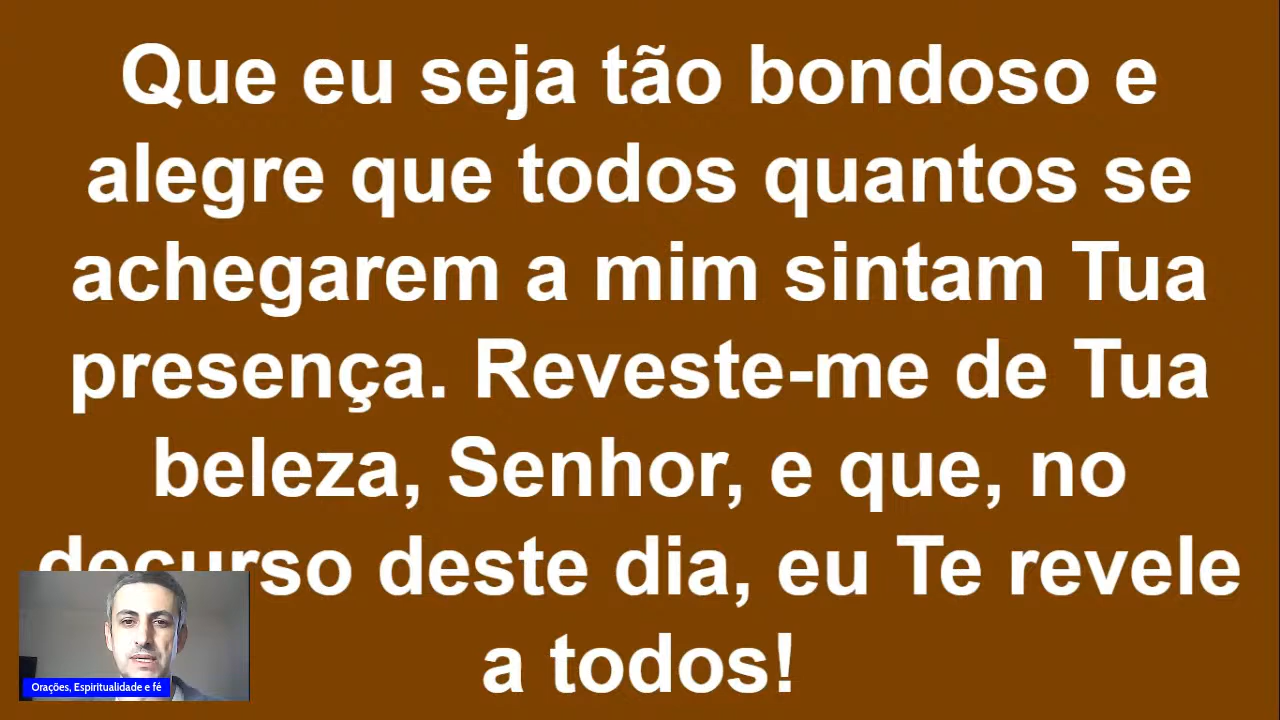 Que eu seja tão bondoso e
alegre que todos quantos se
achegarem a mim sintam Tua
presença. Reveste-me de Tua
beleza, Senhor, e que, no
decurso deste dia, eu Te revele
a todos!
Orações, Espiritualidade e fé